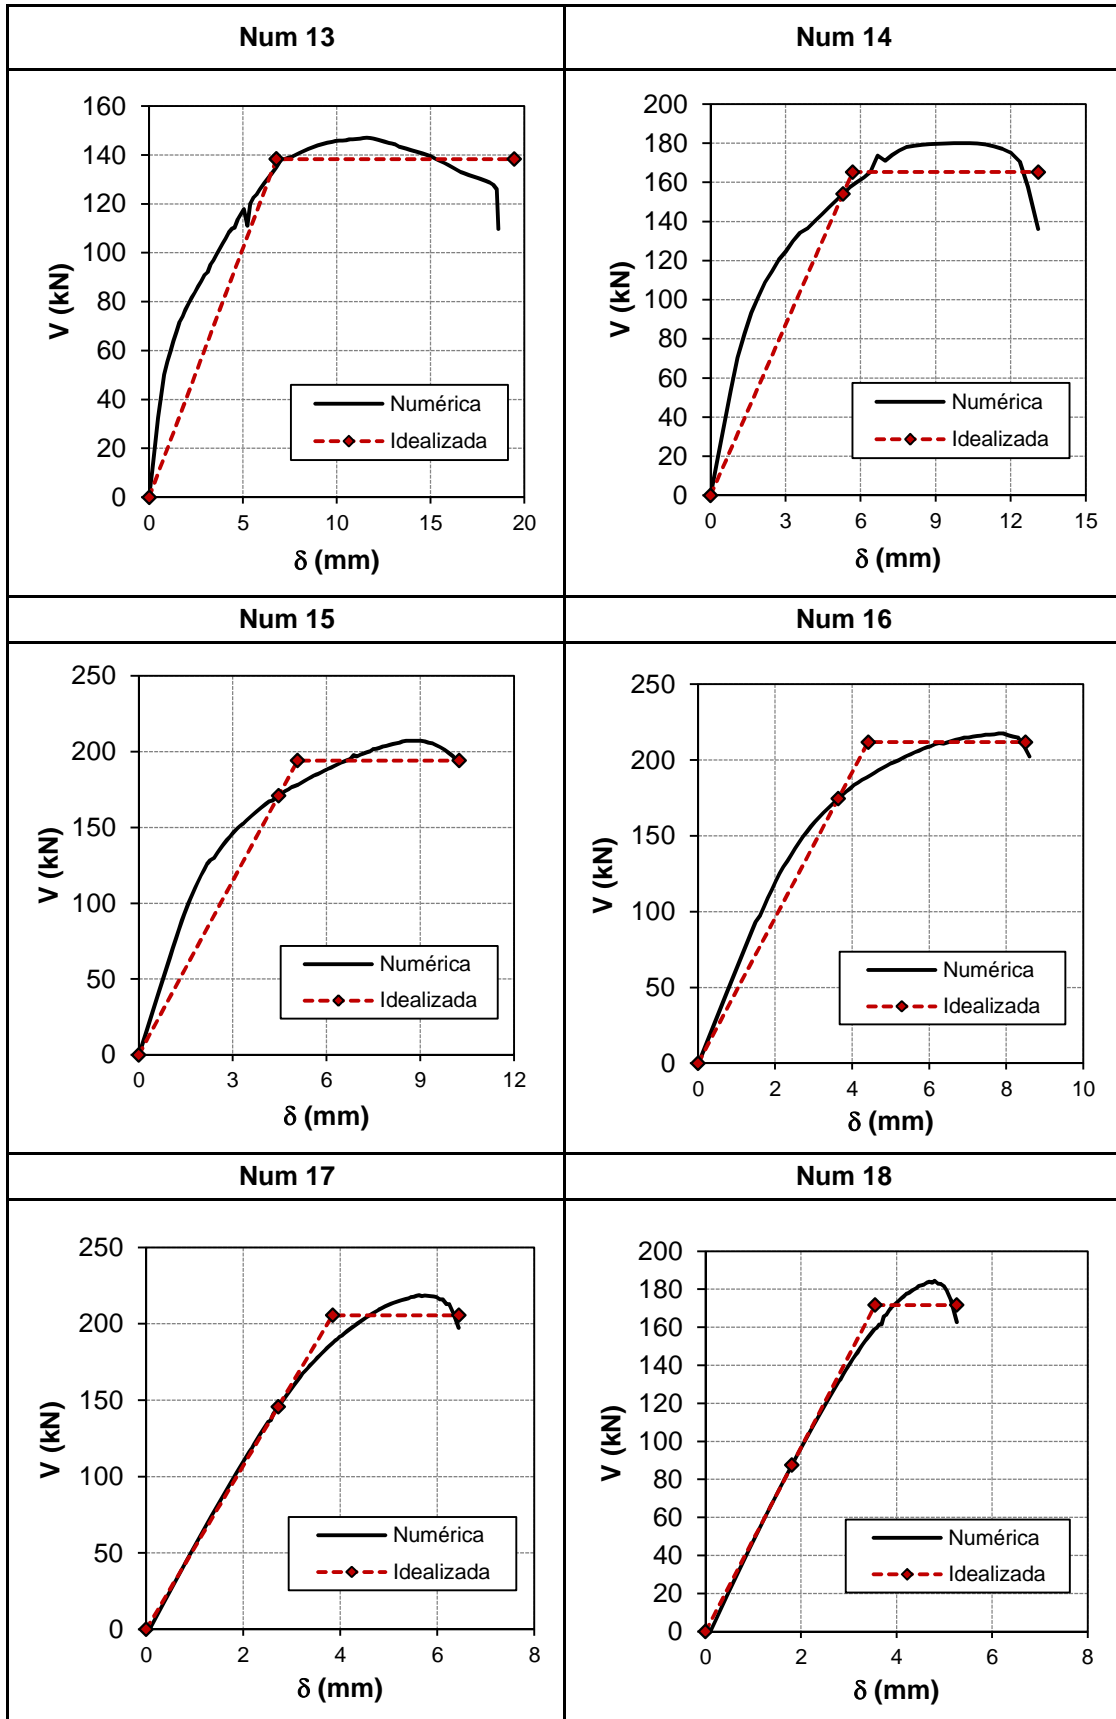 Num 13
Num 14
160
140
120
100
80
60
40
20
0
0 5 10 15 20
V (kN)
δ (mm)
Numérica
Idealizada
200
180
160
140
120
100
80
60
40
20
0
0 3 6 9 12 15
V (kN)
δ (mm)
Numérica
Idealizada
Num 15
Num 16
250
200
150
100
50
0
0 3 6 9 12
V (kN)
δ (mm)
Numérica
Idealizada
250
200
150
100
50
0
0 2 4 6 8 10
V (kN)
δ (mm)
Numérica
Idealizada
Num 17
Num 18
250
200
150
100
50
0
0 2 4 6 8
V (kN)
δ (mm)
Numérica
Idealizada
200
180
160
140
120
100
80
60
40
20
0
0 2 4 6 8
V (kN)
δ (mm)
Numérica
Idealizada